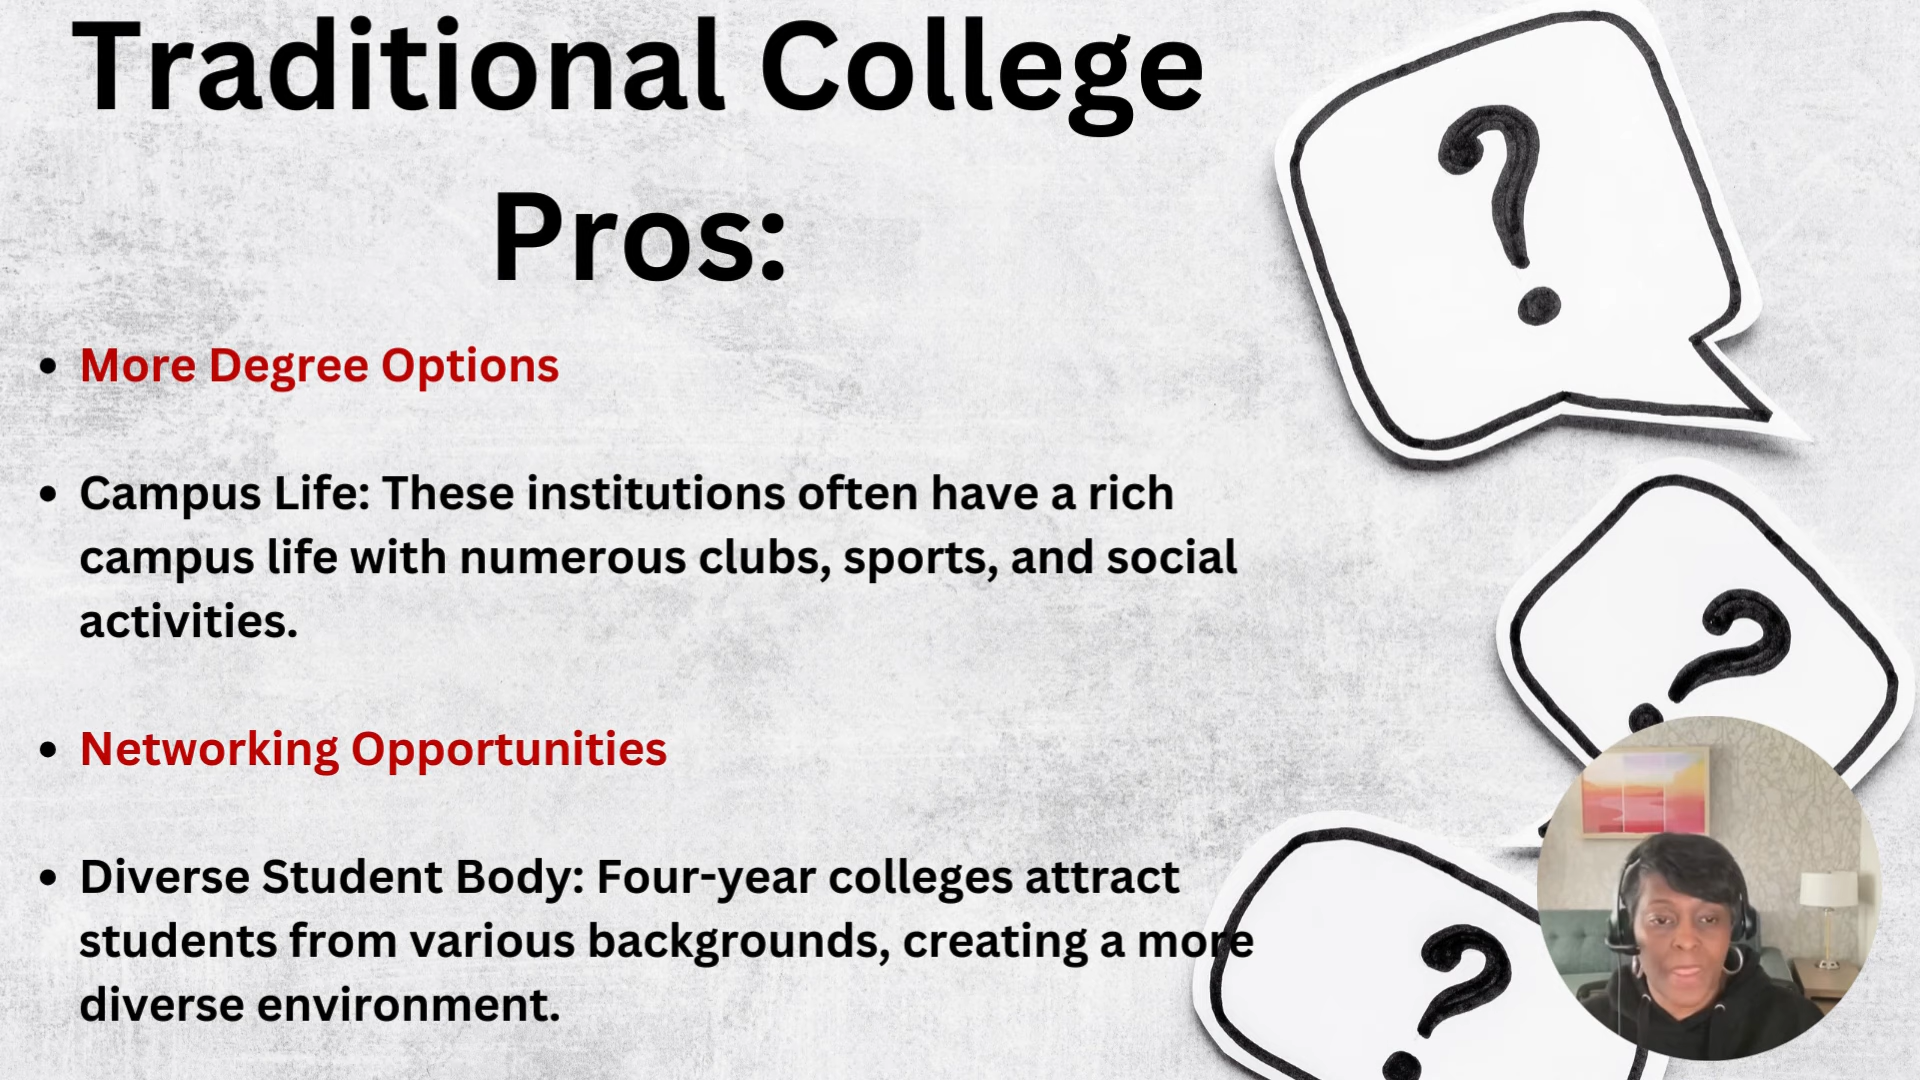 Traditional College
Pros:
• More Degree Options
• Campus Life: These institutions often have a rich
campus life with numerous clubs, sports, and social
activities.
• Networking Opportunities
• Diverse Student Body: Four-year colleges attract
students from various backgrounds, creating a more
diverse environment.
?
?
?